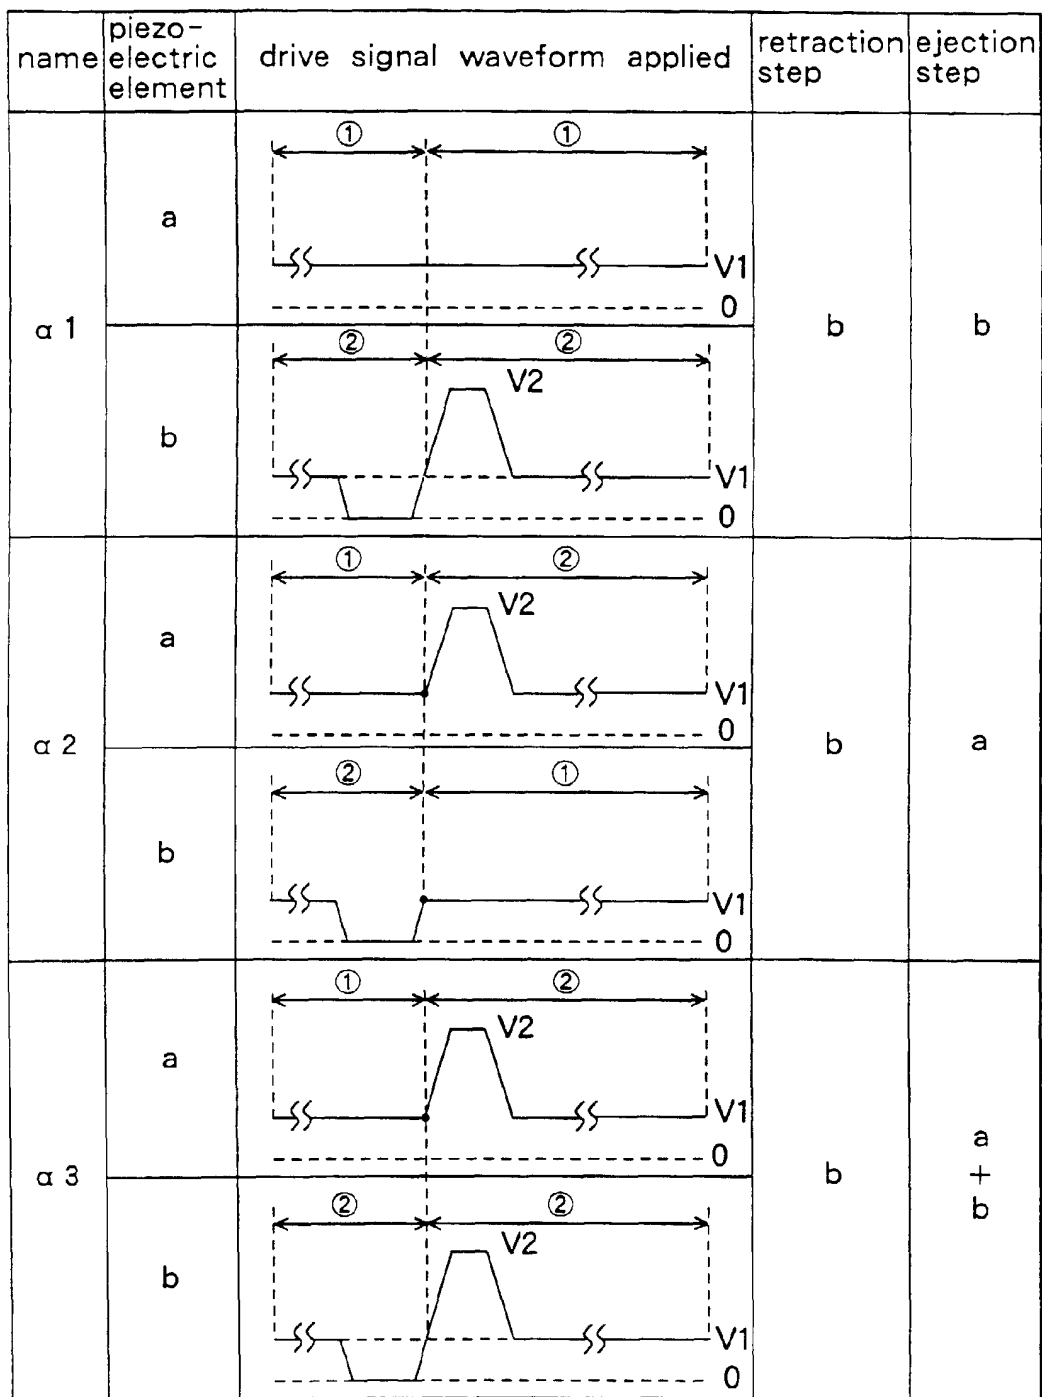 name
piezo-
electric
element
drive signal waveform applied
retraction
step
ejection
step
α 1
a
① ①
V1
0
b
② ②
V2
V1
0
b
b
α 2
a
① ②
V2
V1
0
b
② ①
V1
0
b
a
α 3
a
① ②
V2
V1
0
b
② ②
V2
V1
0
b
a
+
b